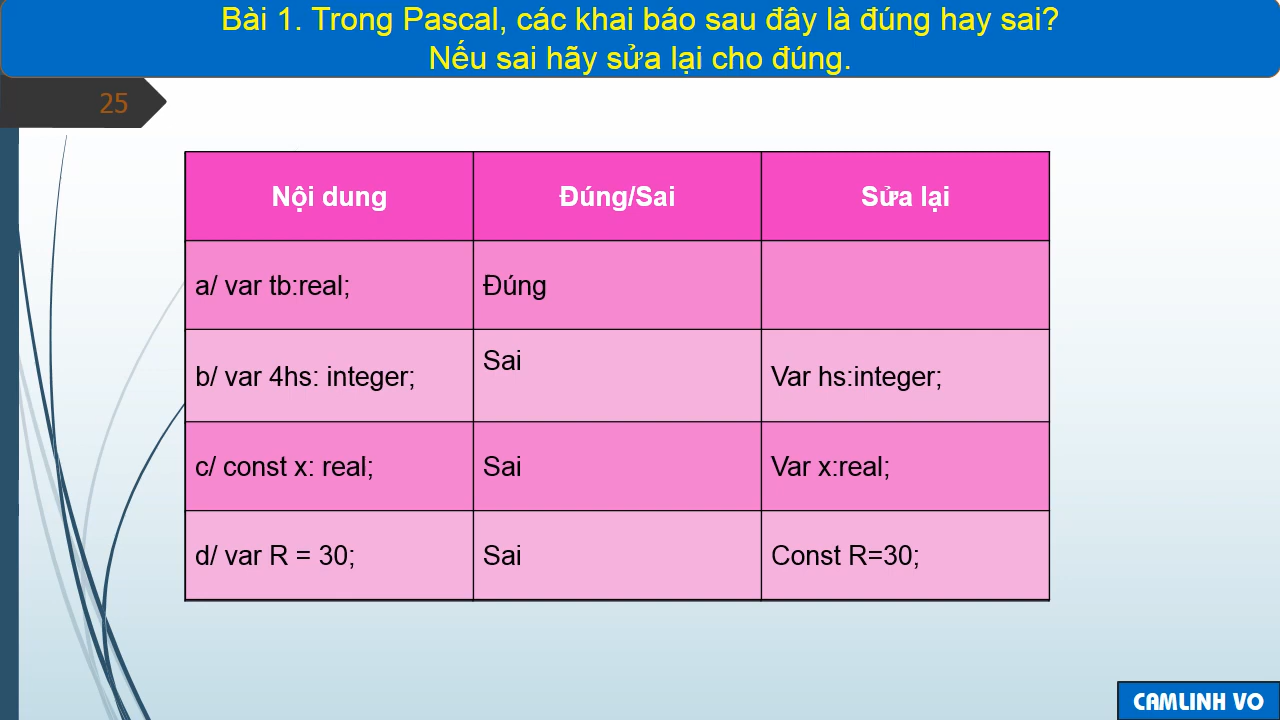 Bài 1. Trong Pascal, các khai báo sau đây là đúng hay sai?
Nếu sai hãy sửa lại cho đúng.
25
Nội dung Đúng/Sai Sửa lại
a/ var tb:real; Đúng
b/ var 4hs: integer; Sai Var hs:integer;
c/ const x: real; Sai Var x:real;
d/ var R = 30; Sai Const R=30;
CAMLINH VO